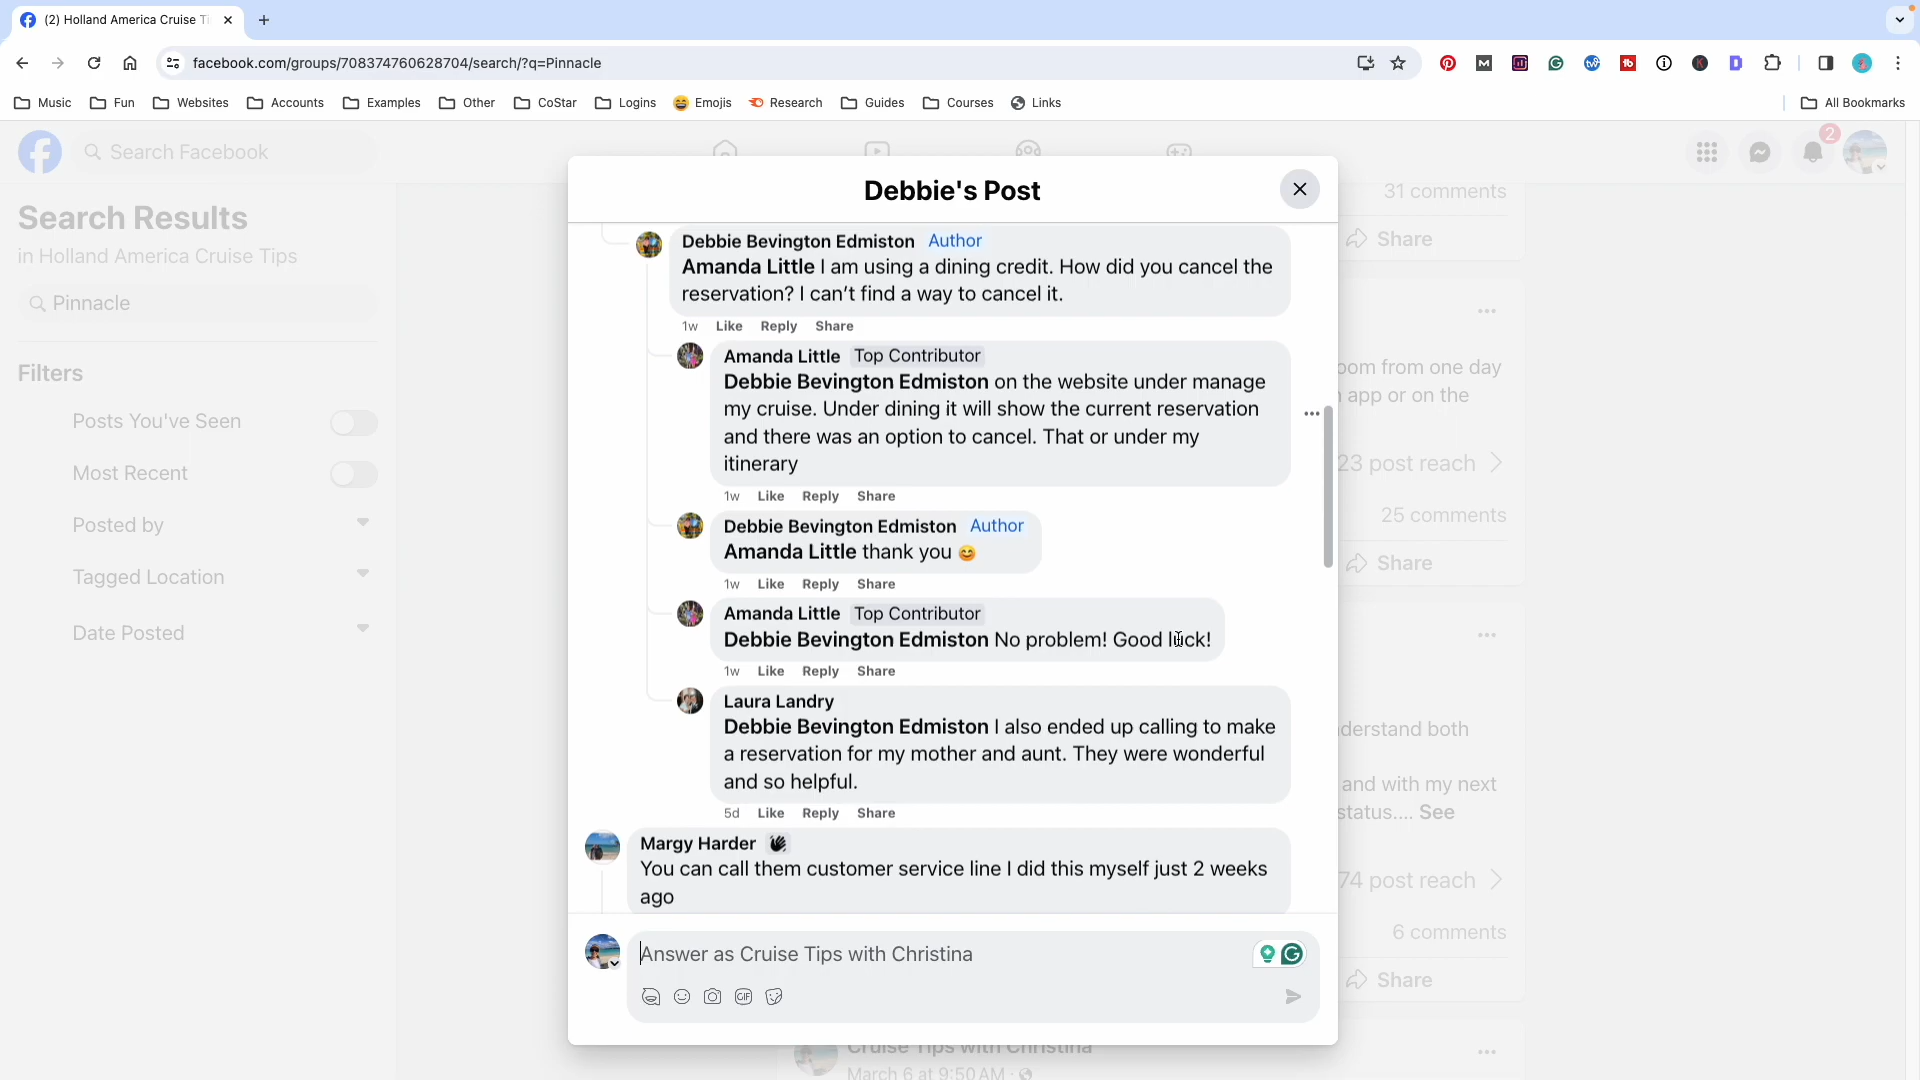 (2) Holland America Cruise Ti
facebook.com/groups/708374760628704/search/?q=Pinnacle
Music
Fun
Websites
Accounts
Examples
Other
CoStar
Logins
Emojis
Research
Guides
Courses
Links
All Bookmarks
Search Facebook
2
Search Results
in Holland America Cruise Tips
Pinnacle
Filters
Posts You've Seen
Most Recent
Posted by
Tagged Location
Date Posted
Debbie's Post
Debbie Bevington Edmiston Author
Amanda Little I am using a dining credit. How did you cancel the
reservation? I can't find a way to cancel it.
1w Like Reply Share
Amanda Little Top Contributor
Debbie Bevington Edmiston on the website under manage
my cruise. Under dining it will show the current reservation
and there was an option to cancel. That or under my
itinerary
1w Like Reply Share
Debbie Bevington Edmiston Author
Amanda Little thank you 😊
1w Like Reply Share
Amanda Little Top Contributor
Debbie Bevington Edmiston No problem! Good luck!
1w Like Reply Share
Laura Landry
Debbie Bevington Edmiston I also ended up calling to make
a reservation for my mother and aunt. They were wonderful
and so helpful.
5d Like Reply Share
Margy Harder 👋
You can call them customer service line I did this myself just 2 weeks
ago
Answer as Cruise Tips with Christina
GIF
31 comments
Share
oom from one day
app or on the
23 post reach
25 comments
Share
derstand both
and with my next
status.... See
74 post reach
6 comments
Share
Cruise Tips with Christina
March 6 at 9:50 AM